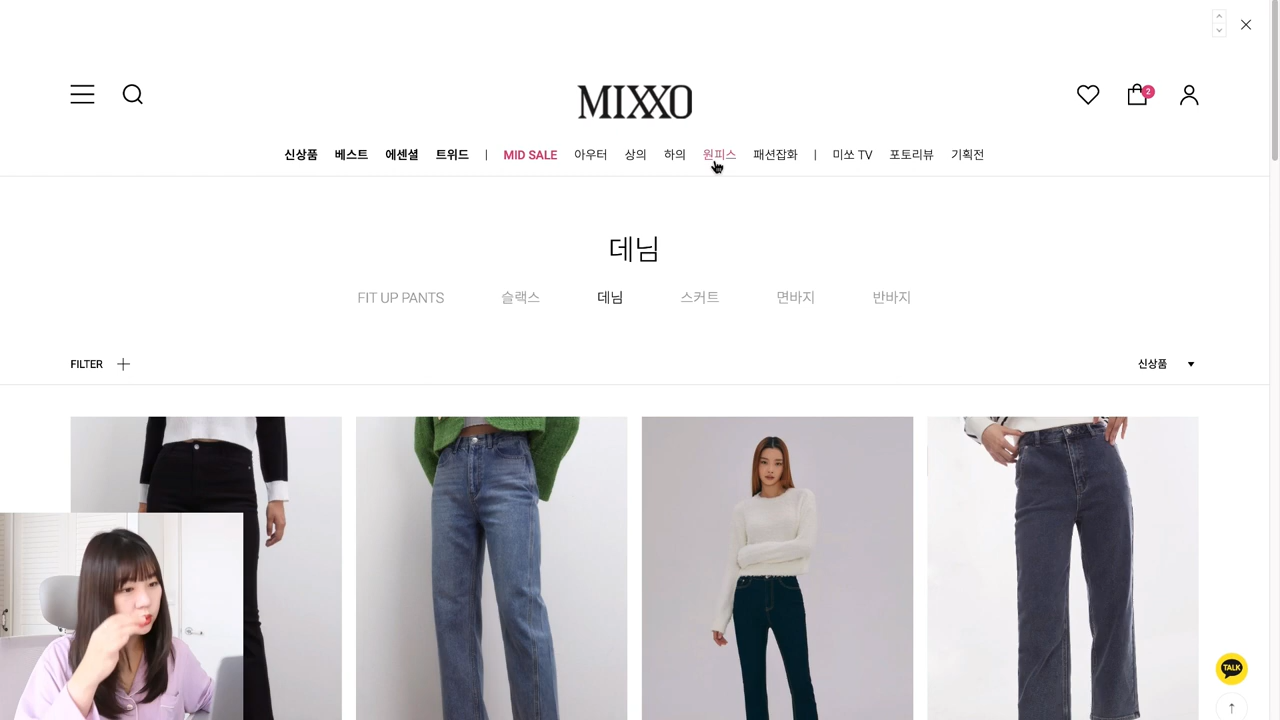 2
MIXXO
신상품 베스트 에센셜 트위드 | MID SALE 아우터 상의 하의 원피스 패션잡화 | 미쏘 TV 포토리뷰 기획전
데님
FIT UP PANTS 슬랙스 데님 스커트 면바지 반바지
FILTER 신상품
TALK